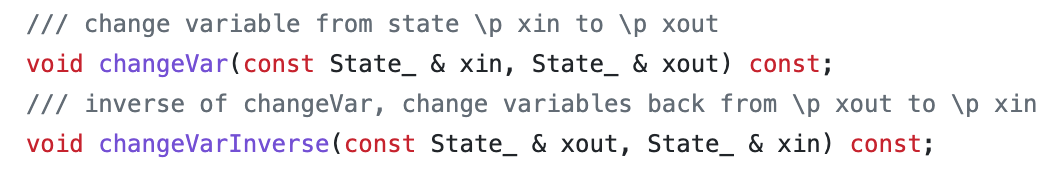 /// change variable from state \p xin to \p xout
void changeVar(const State_ & xin, State_ & xout) const;
/// inverse of changeVar, change variables back from \p xout to \p xin
void changeVarInverse(const State_ & xout, State_ & xin) const;